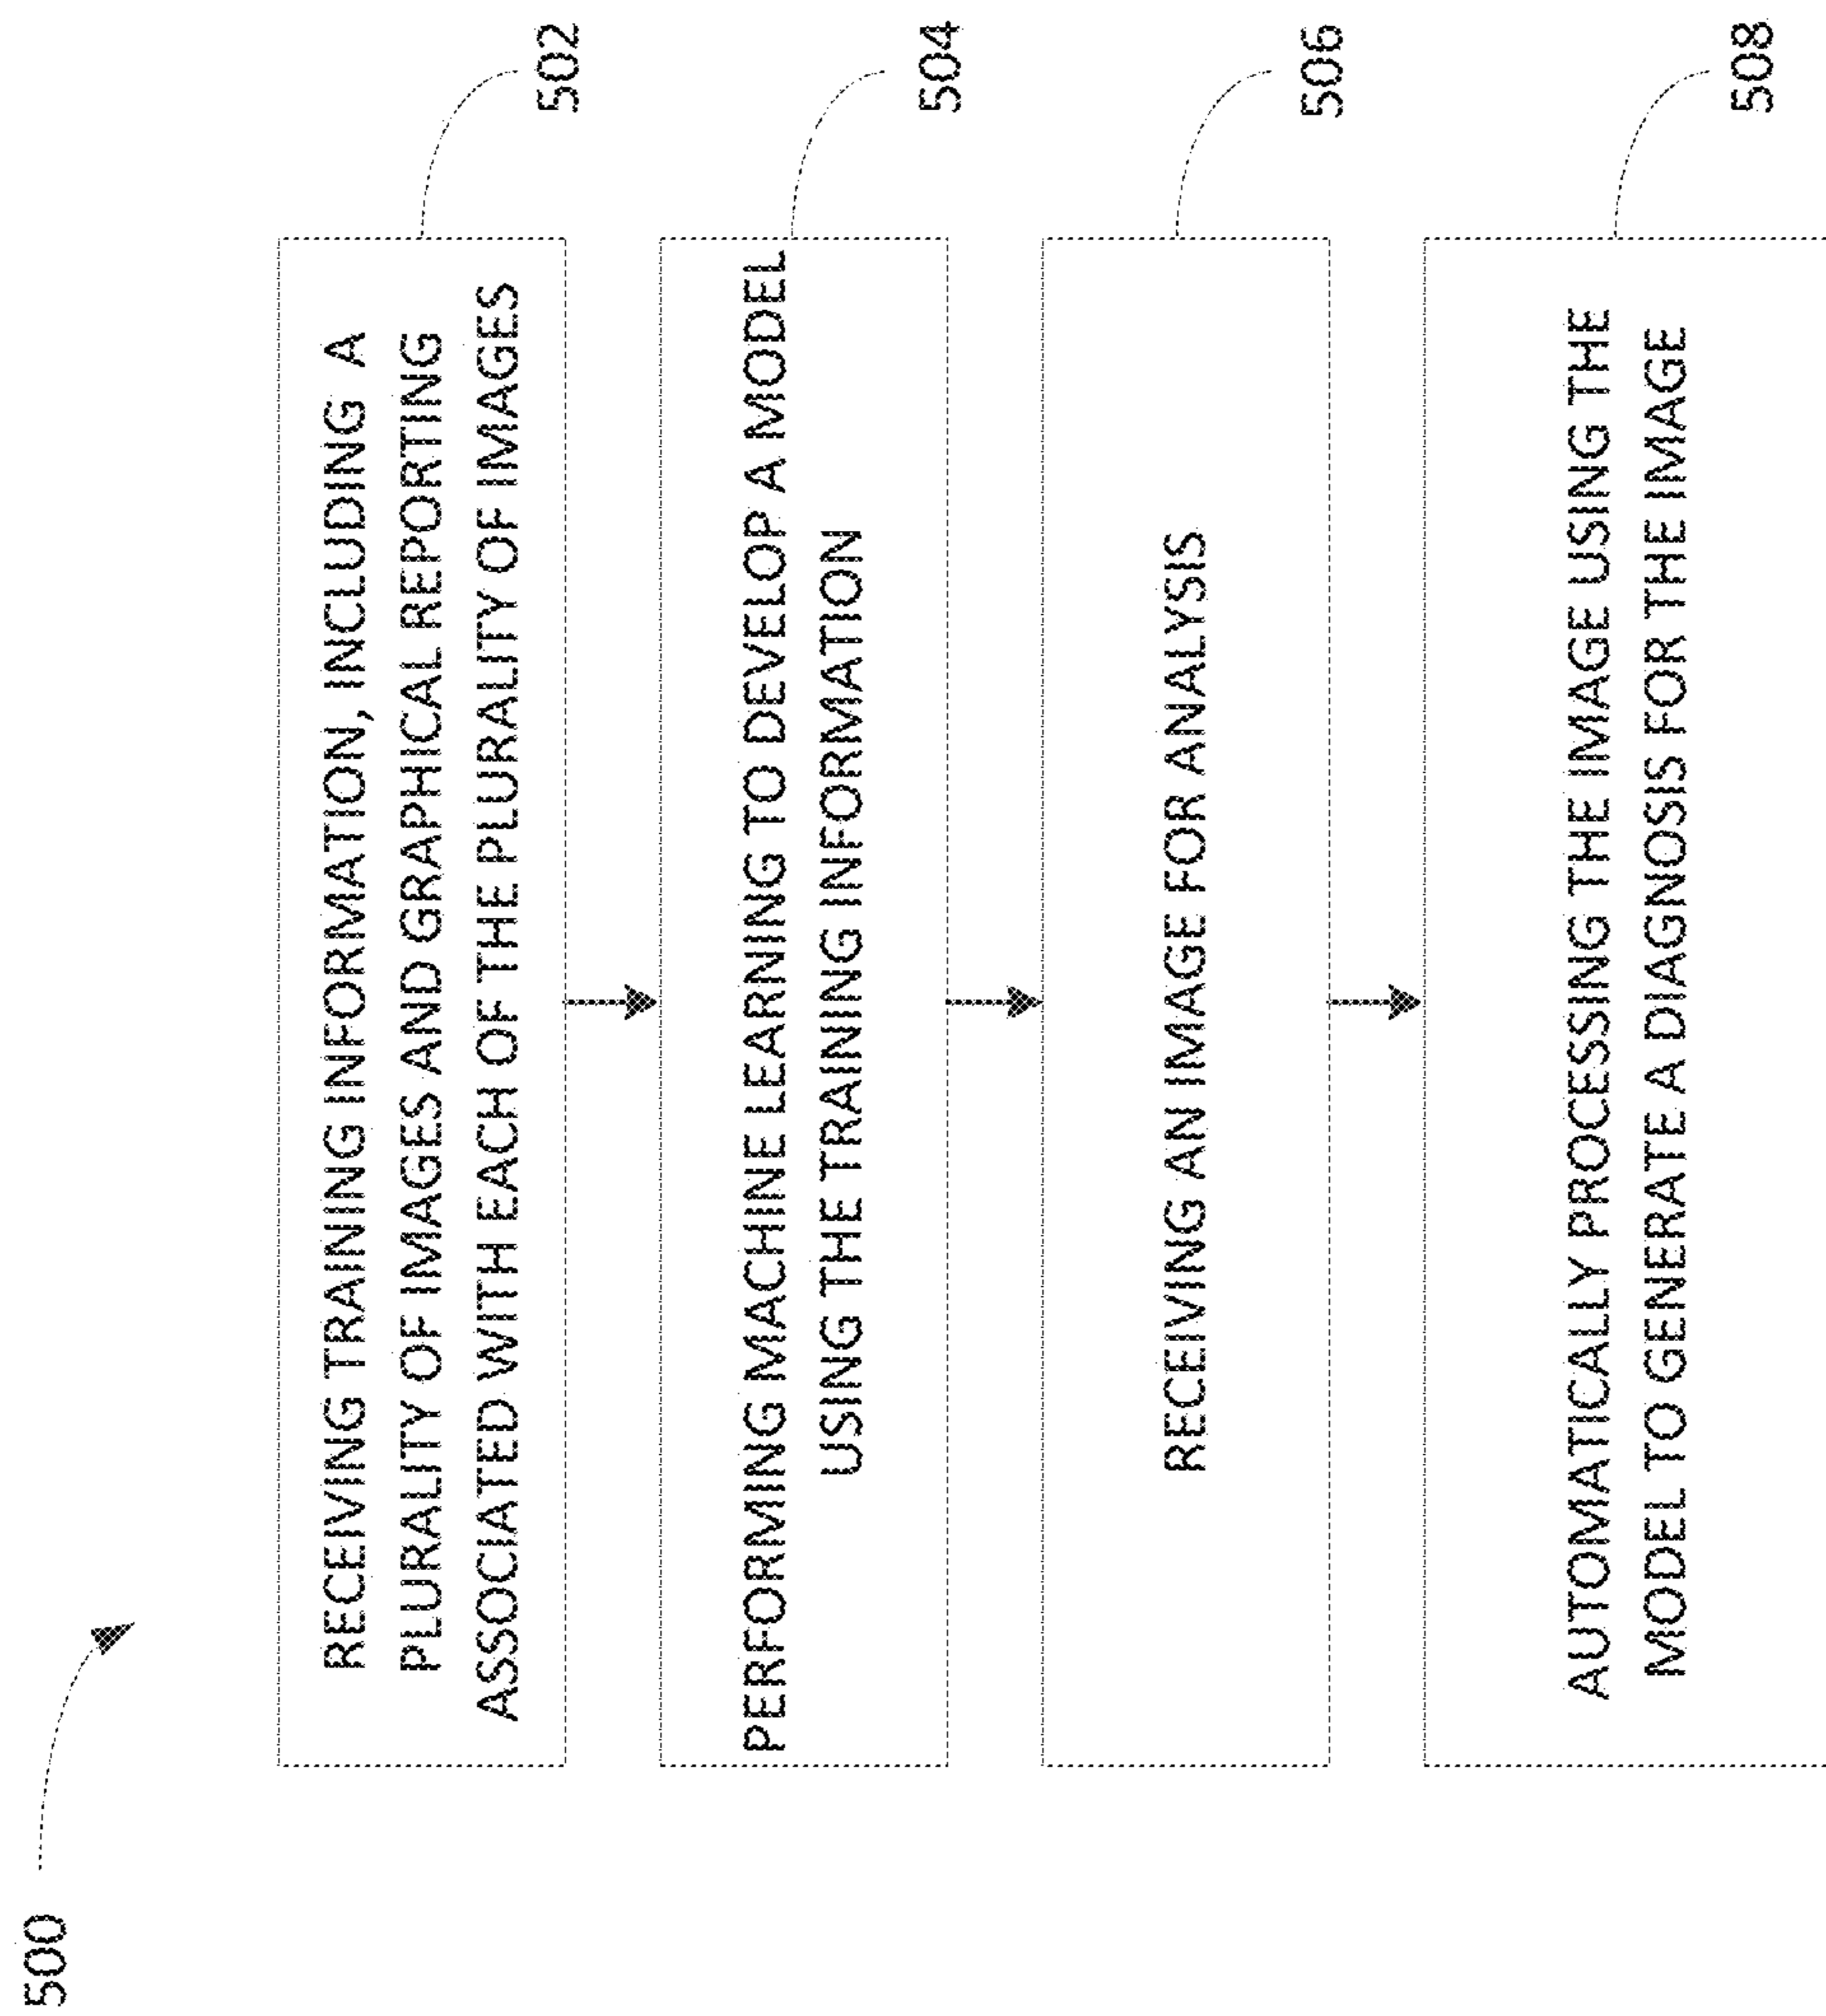 500
RECEIVING TRAINING INFORMATION, INCLUDING A
PLURALITY OF IMAGES AND GRAPHICAL REPORTING
ASSOCIATED WITH EACH OF THE PLURALITY OF IMAGES
502
PERFORMING MACHINE LEARNING TO DEVELOP A MODEL
USING THE TRAINING INFORMATION
504
RECEIVING AN IMAGE FOR ANALYSIS
506
AUTOMATICALLY PROCESSING THE IMAGE USING THE
MODEL TO GENERATE A DIAGNOSIS FOR THE IMAGE
508